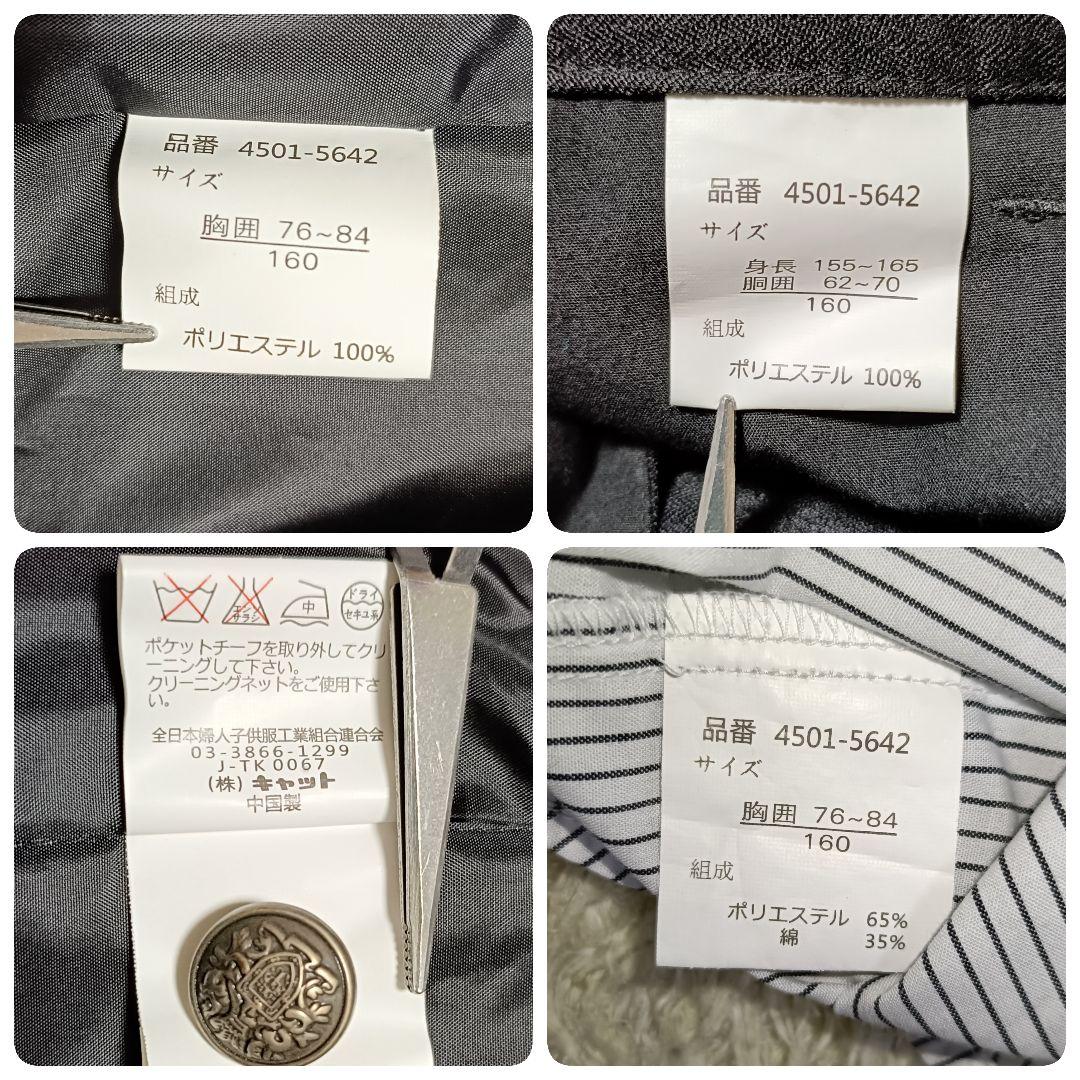 品番 4501-5642
サイズ
胸囲 76~84
160
組成
ポリエステル 100%
品番 4501-5642
サイズ
身長 155~165
胴囲 62~70
160
組成
ポリエステル 100%
エンソ
サラシ
中
ドライ
セキユ系
ポケットチーフを取り外してクリ
ーニングして下さい。
クリーニングネットをご使用下さ
い。
全日本婦人子供服工業組合連合会
03-3866-1299
J-TK0067
(株) キャット
中国製
品番 4501-5642
サイズ
胸囲 76~84
160
組成
ポリエステル 65%
綿 35%